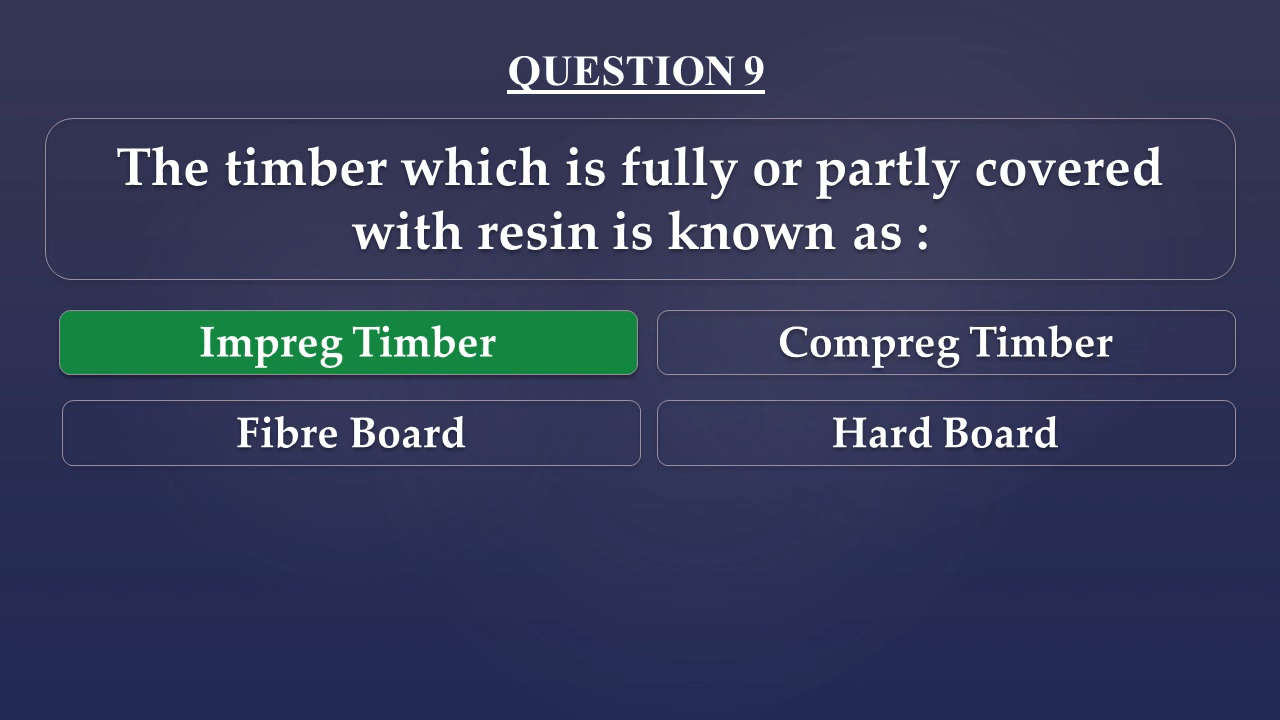 QUESTION 9
The timber which is fully or partly covered
with resin is known as :
Impreg Timber
Compreg Timber
Fibre Board
Hard Board